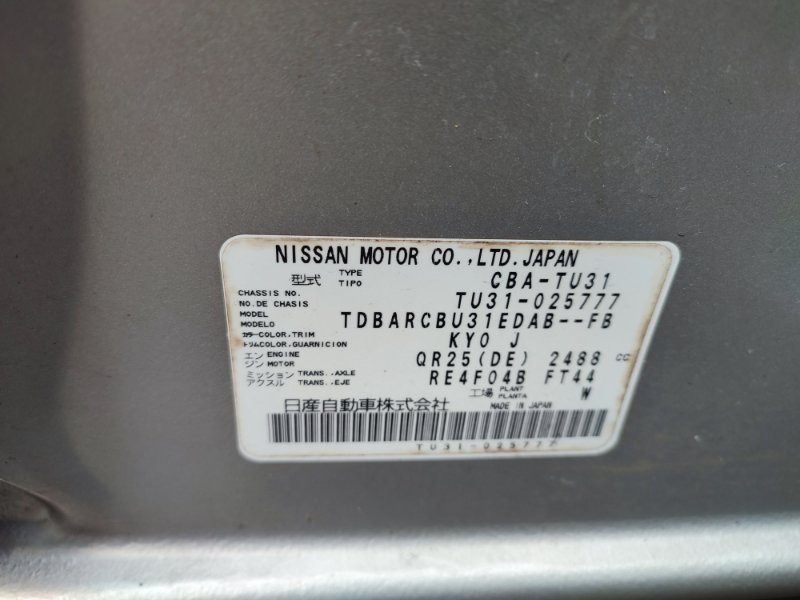 NISSAN MOTOR CO.,LTD.JAPAN
型式 TYPE TIPO CBA-TU31
CHASSIS NO. NO.DE CHASIS TU31-025777
MODEL MODELO TDBARCBU31EDAB--FB
カラー COLOR,TRIM トリムCOLOR,GUARNICION KY0 J
エンジン ENGINE MOTOR QR25(DE) 2488 CC
ミッション アクスル TRANS.,AXLE TRANS.,EJE RE4F04B FT44
工場 PLANT PLANTA W
日産自動車株式会社 MADE IN JAPAN
TU31-025777